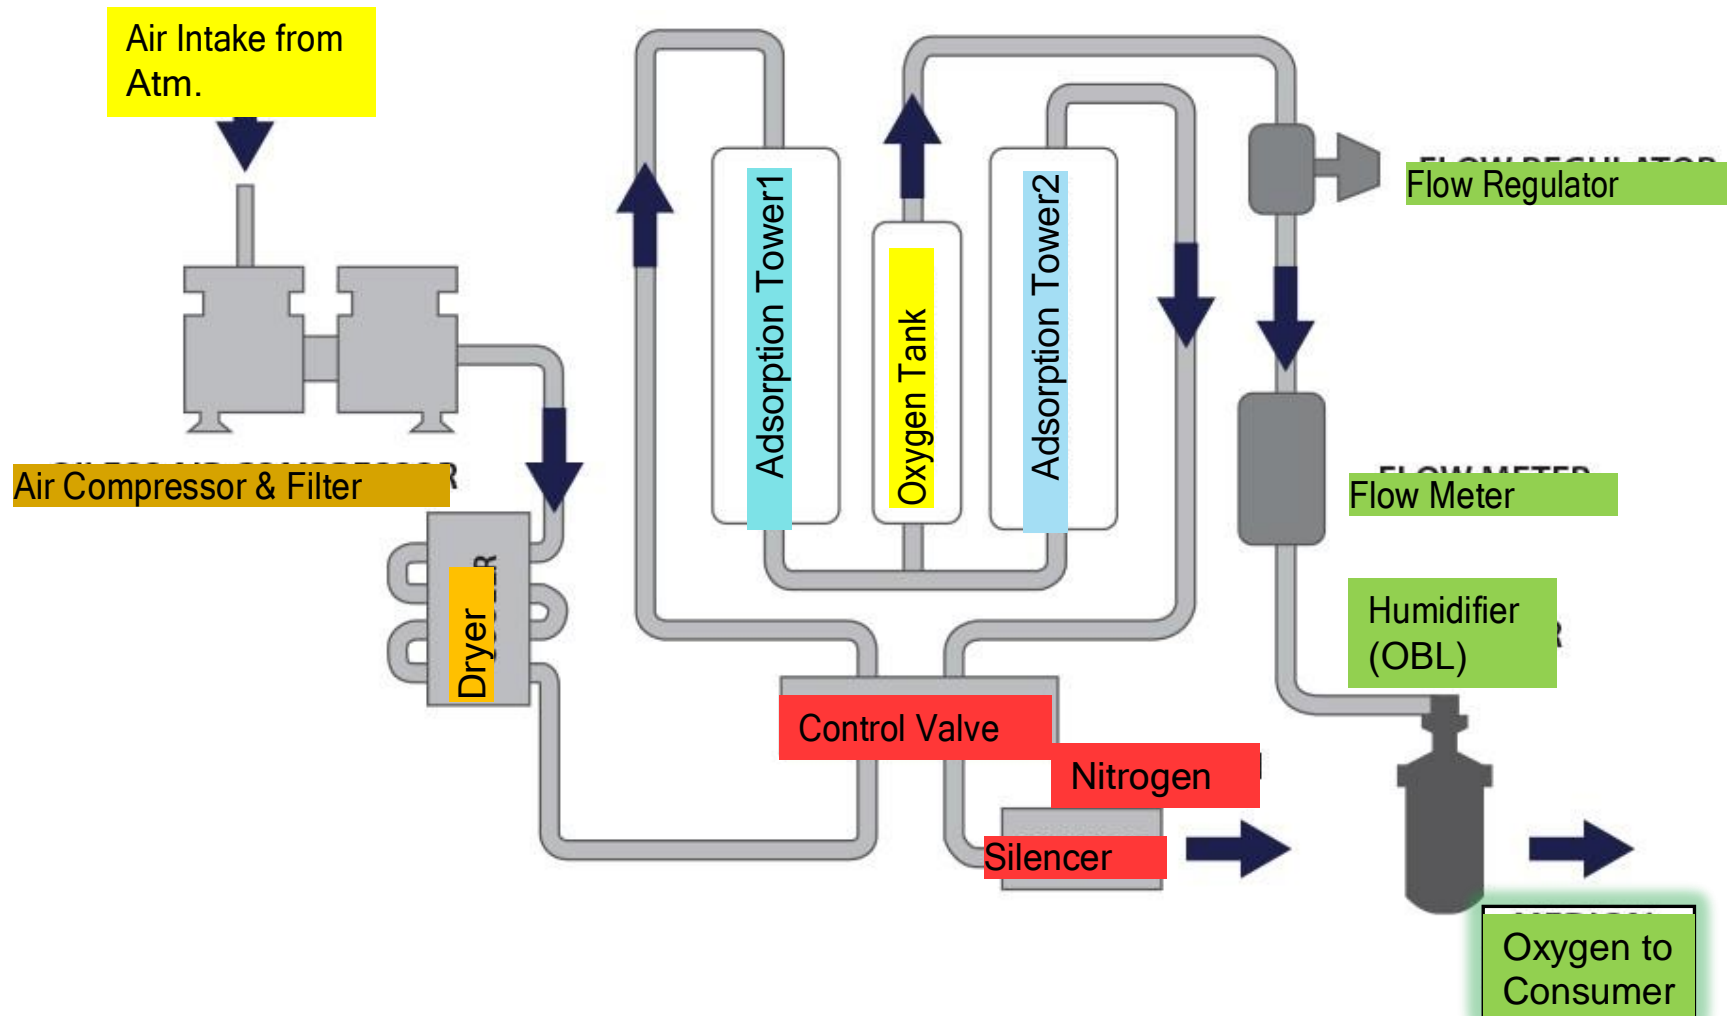 Air Intake from
Atm.
Flow Regulator
Adsorption Tower1
Oxygen Tank
Adsorption Tower2
Air Compressor & Filter
Flow Meter
Dryer
Humidifier
(OBL)
Control Valve
Nitrogen
Silencer
Oxygen to
Consumer